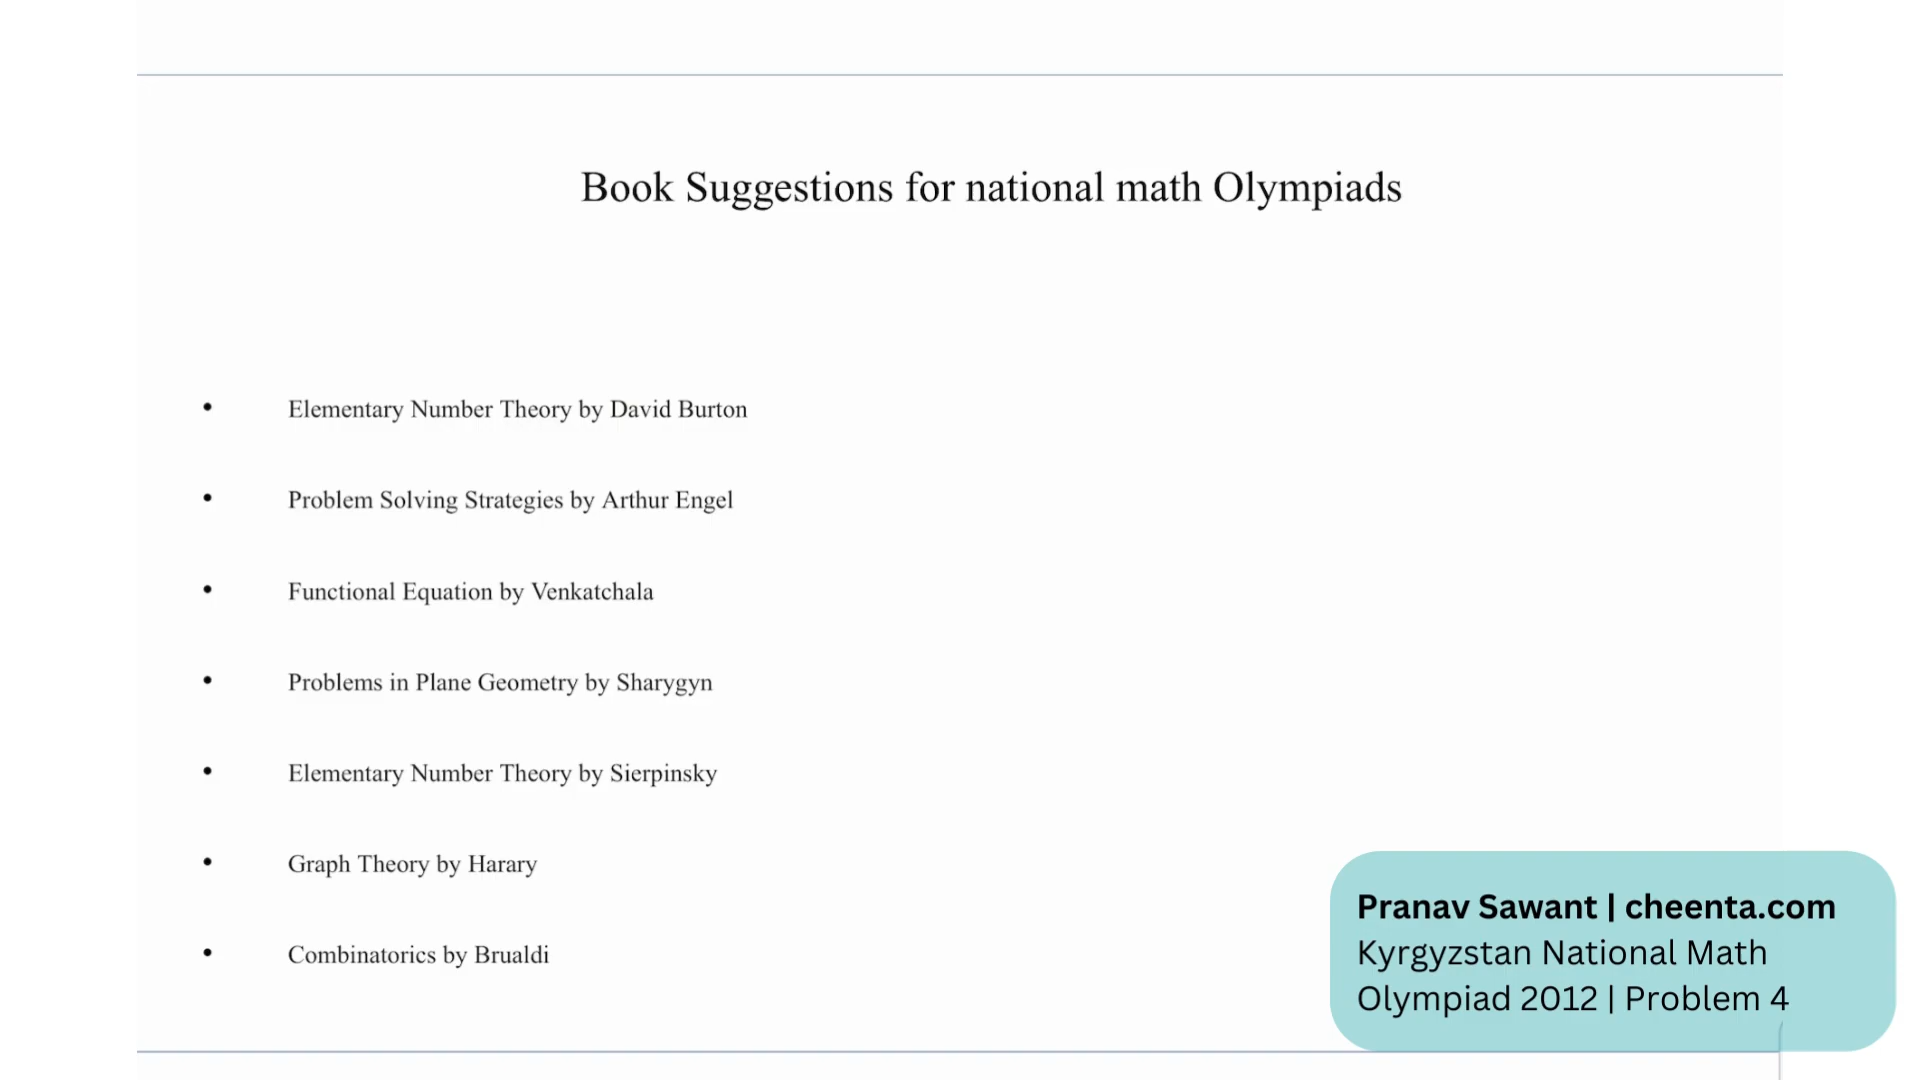 Book Suggestions for national math Olympiads
• Elementary Number Theory by David Burton
• Problem Solving Strategies by Arthur Engel
• Functional Equation by Venkatchala
• Problems in Plane Geometry by Sharygyn
• Elementary Number Theory by Sierpinsky
• Graph Theory by Harary
• Combinatorics by Brualdi
Pranav Sawant | cheenta.com
Kyrgyzstan National Math
Olympiad 2012 | Problem 4